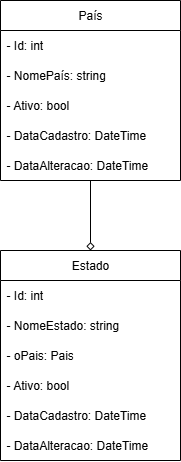 País
- Id: int
- NomePaís: string
- Ativo: bool
- DataCadastro: DateTime
- DataAlteracao: DateTime
Estado
- Id: int
- NomeEstado: string
- oPais: Pais
- Ativo: bool
- DataCadastro: DateTime
- DataAlteracao: DateTime